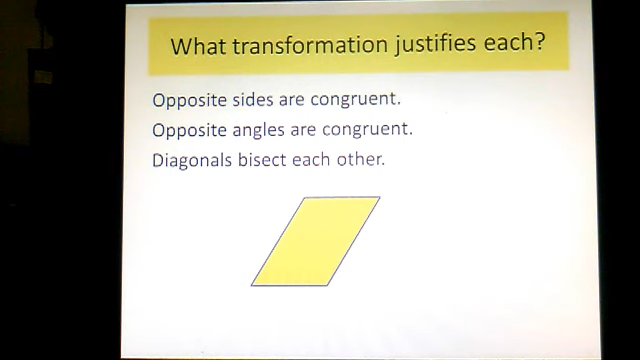 What transformation justifies each?
Opposite sides are congruent.
Opposite angles are congruent.
Diagonals bisect each other.